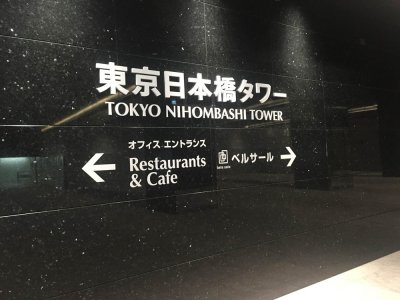 東京日本橋タワー
TOKYO NIHOMBASHI TOWER
オフィス エントランス
Restaurants
& Cafe
ベルサール